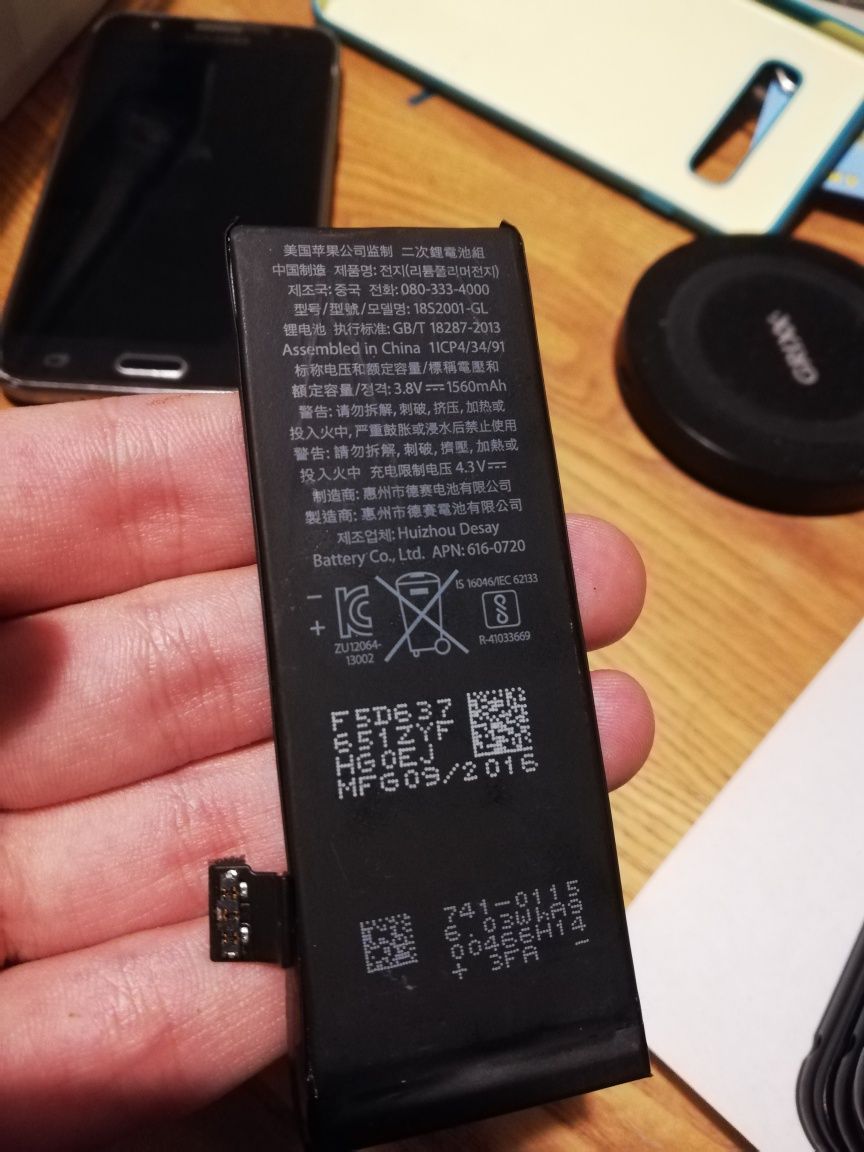 美国苹果公司监制 二次鋰電池組
中国制造 제품명: 전지(리튬폴리머전지)
제조국: 중국 전화: 080-333-4000
型号/型號/모델명: 18S2001-GL
锂电池 执行标准: GB/T 18287-2013
Assembled in China 1ICP4/34/91
标称电压和额定容量/標稱電壓和
額定容量/정격: 3.8V⎓1560mAh
警告: 请勿拆解, 刺破, 挤压, 加热或
投入火中, 严重鼓胀或浸水后禁止使用
警告: 請勿拆解, 刺破, 擠壓, 加熱或
投入火中 充电限制电压 4.3V⎓
制造商: 惠州市德赛电池有限公司
製造商: 惠州市德賽電池有限公司
제조업체: Huizhou Desay
Battery Co., Ltd. APN: 616-0720
IS 16046/IEC 62133
R-41033669
ZU12064-
13002
F5D637
651ZYF
HG0EJ
MFG09/2016
741-0115
6.03WhA9
00466H14
+ 3FA −